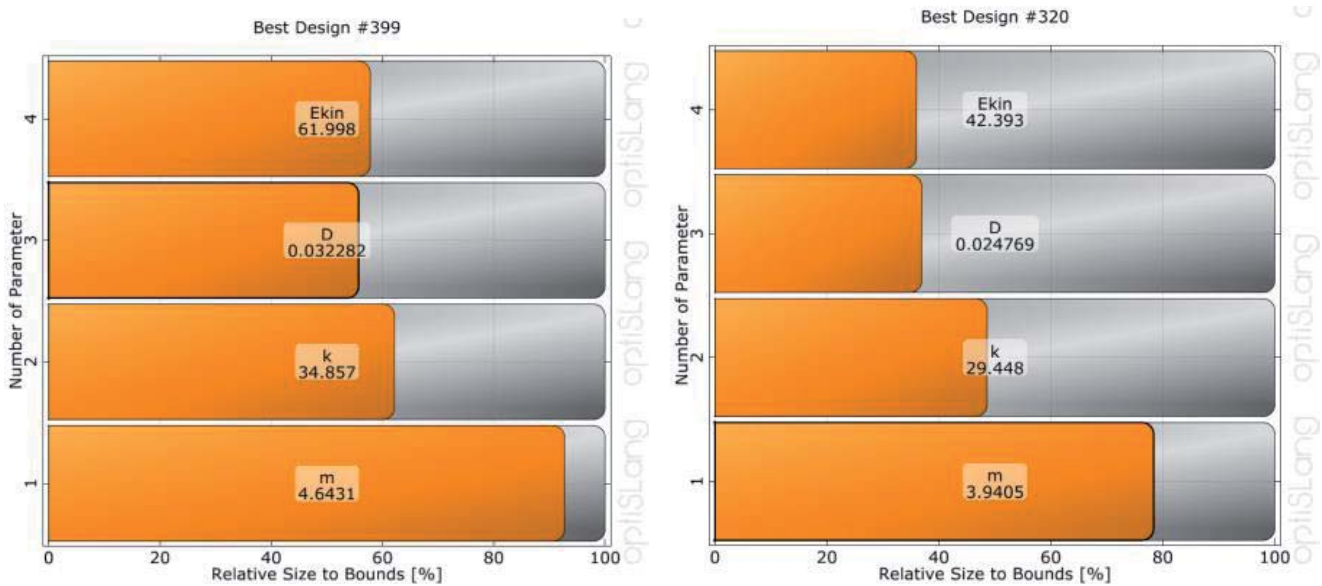 Best Design #399
Number of Parameter
4
Ekin
61.998
3
D
0.032282
2
k
34.857
1
m
4.6431
0 20 40 60 80 100
Relative Size to Bounds [%]
optiSLang
optiSLang
optiSLang
c
Best Design #320
Number of Parameter
4
Ekin
42.393
3
D
0.024769
2
k
29.448
1
m
3.9405
0 20 40 60 80 100
Relative Size to Bounds [%]
optiSLang
optiSLang
optiSLang
c